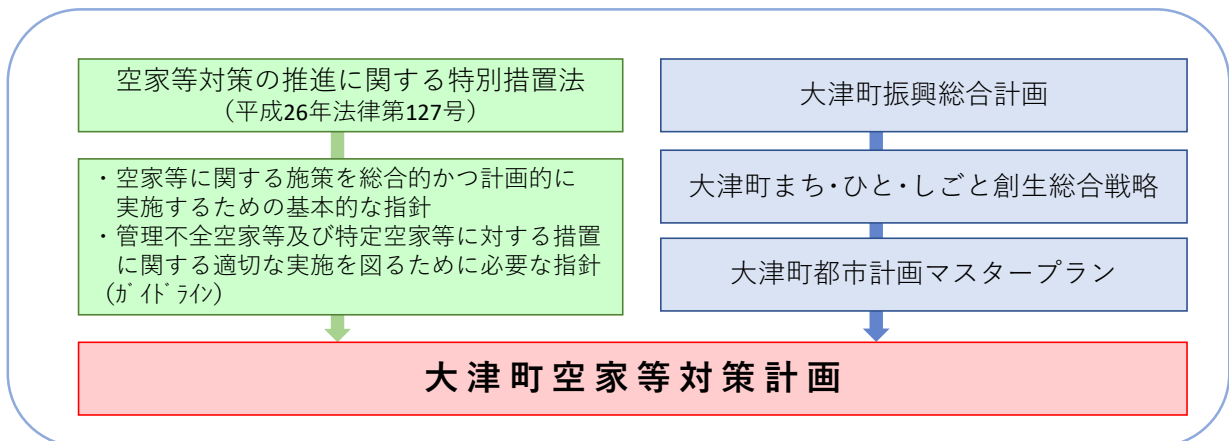 空家等対策の推進に関する特別措置法
(平成26年法律第127号)
・空家等に関する施策を総合的かつ計画的に
実施するための基本的な指針
・管理不全空家等及び特定空家等に対する措置
に関する適切な実施を図るために必要な指針
(ｶﾞｲﾄﾞﾗｲﾝ)
大津町振興総合計画
大津町まち・ひと・しごと創生総合戦略
大津町都市計画マスタープラン
大津町空家等対策計画